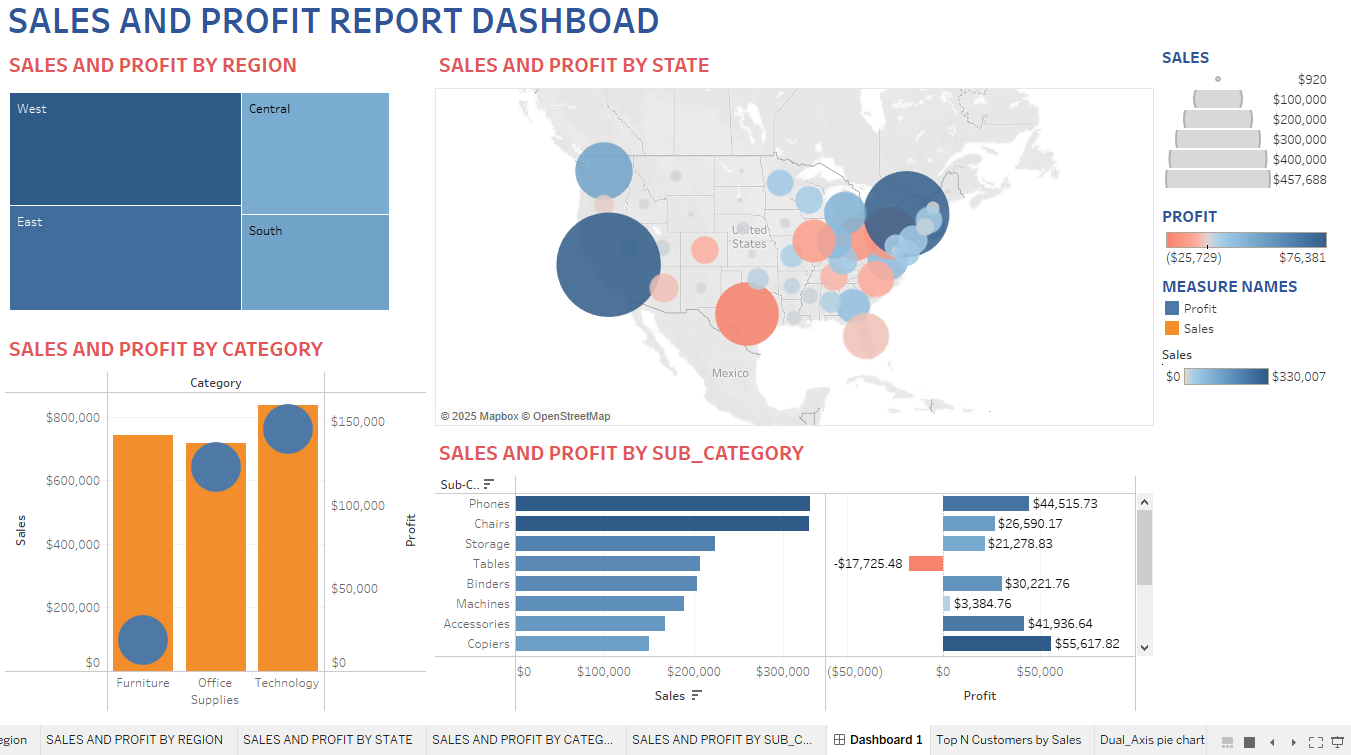 SALES AND PROFIT REPORT DASHBOAD
SALES AND PROFIT BY REGION
West
Central
East
South
SALES AND PROFIT BY STATE
United
States
Mexico
© 2025 Mapbox © OpenStreetMap
SALES
$920
$100,000
$200,000
$300,000
$400,000
$457,688
PROFIT
($25,729)
$76,381
MEASURE NAMES
Profit
Sales
Sales
$0
$330,007
SALES AND PROFIT BY CATEGORY
Category
$800,000
$600,000
$400,000
$200,000
$0
Sales
$150,000
$100,000
$50,000
$0
Profit
Furniture
Office
Supplies
Technology
SALES AND PROFIT BY SUB_CATEGORY
Sub-C..
Phones $44,515.73
Chairs $26,590.17
Storage $21,278.83
Tables -$17,725.48
Binders $30,221.76
Machines $3,384.76
Accessories $41,936.64
Copiers $55,617.82
$0 $100,000 $200,000 $300,000 ($50,000) $0 $50,000
Sales Profit
egion SALES AND PROFIT BY REGION SALES AND PROFIT BY STATE SALES AND PROFIT BY CATEG... SALES AND PROFIT BY SUB_C... Dashboard 1 Top N Customers by Sales Dual_Axis pie chart